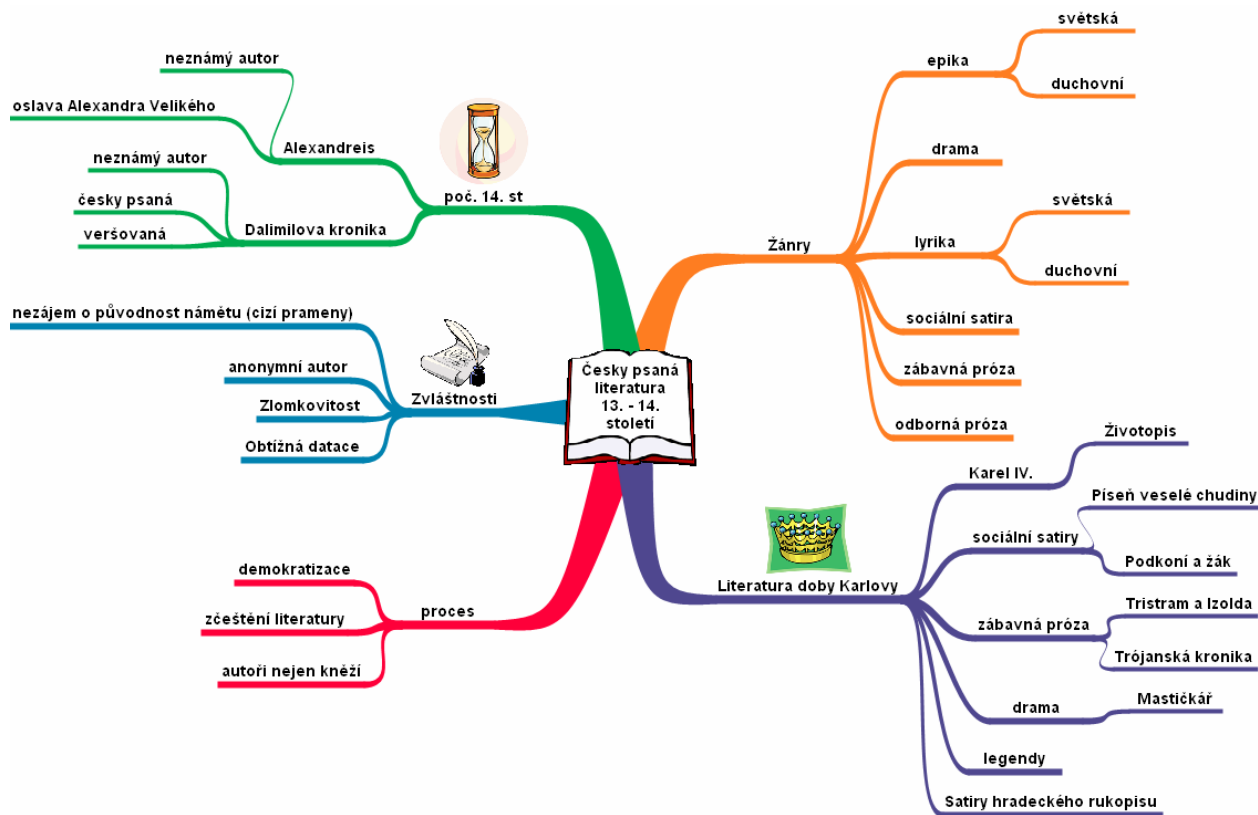 Česky psaná
literatura
13. - 14.
století
poč. 14. st
Alexandreis
neznámý autor
oslava Alexandra Velikého
Dalimilova kronika
neznámý autor
česky psaná
veršovaná
Zvláštnosti
nezájem o původnost námětu (cizí prameny)
anonymní autor
Zlomkovitost
Obtížná datace
proces
demokratizace
zčeštění literatury
autoři nejen kněží
Žánry
epika
světská
duchovní
drama
lyrika
světská
duchovní
sociální satira
zábavná próza
odborná próza
Literatura doby Karlovy
Karel IV.
Životopis
sociální satiry
Píseň veselé chudiny
Podkoní a žák
zábavná próza
Tristram a Izolda
Trójanská kronika
drama
Mastičkář
legendy
Satiry hradeckého rukopisu